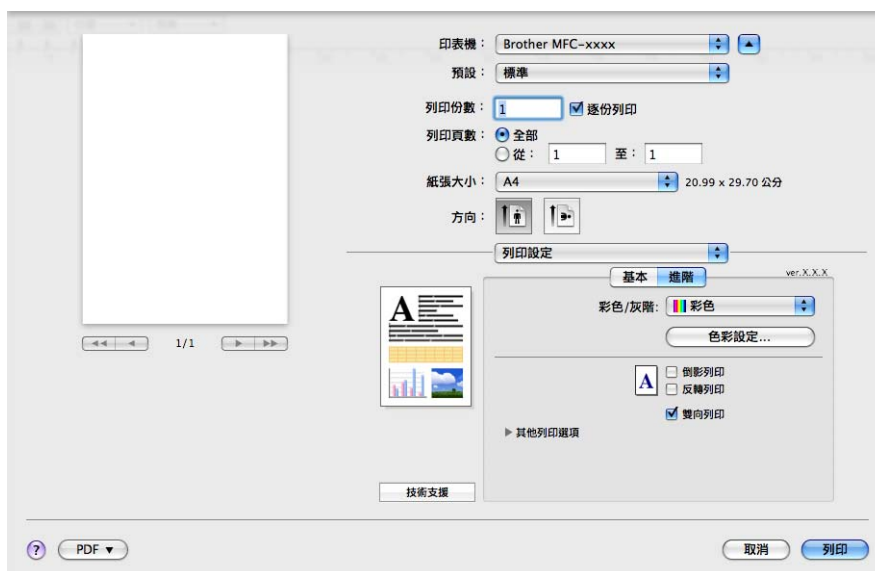 印表機： Brother MFC-xxxx
預設： 標準
列印份數： 1 逐份列印
列印頁數： 全部
從： 1 至： 1
紙張大小： A4 20.99 x 29.70 公分
方向：
列印設定
基本 進階 ver.X.X.X
彩色/灰階: 彩色
色彩設定...
A
1/1
A 倒影列印
反轉列印
雙向列印
其他列印選項
技術支援
? PDF 取消 列印